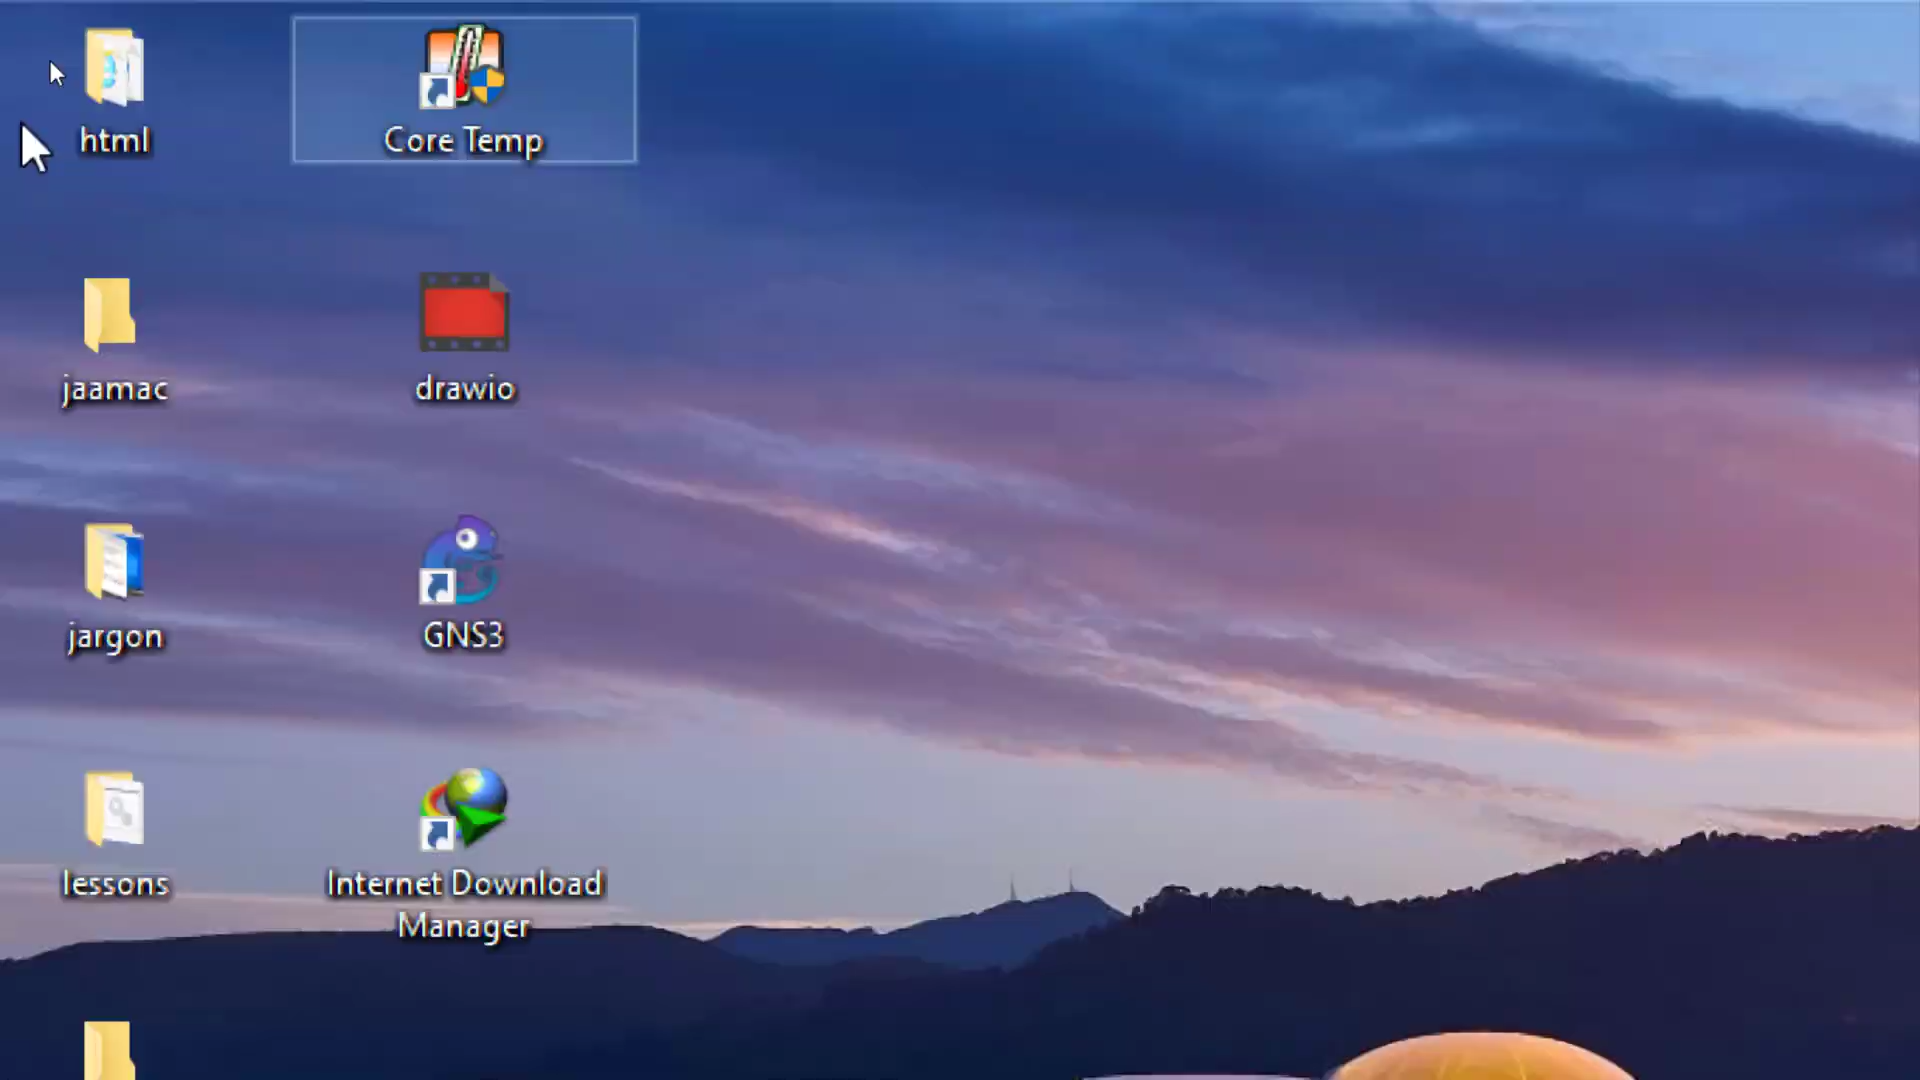 html
Core Temp
jaamac
drawio
jargon
GNS3
lessons
Internet Download
Manager